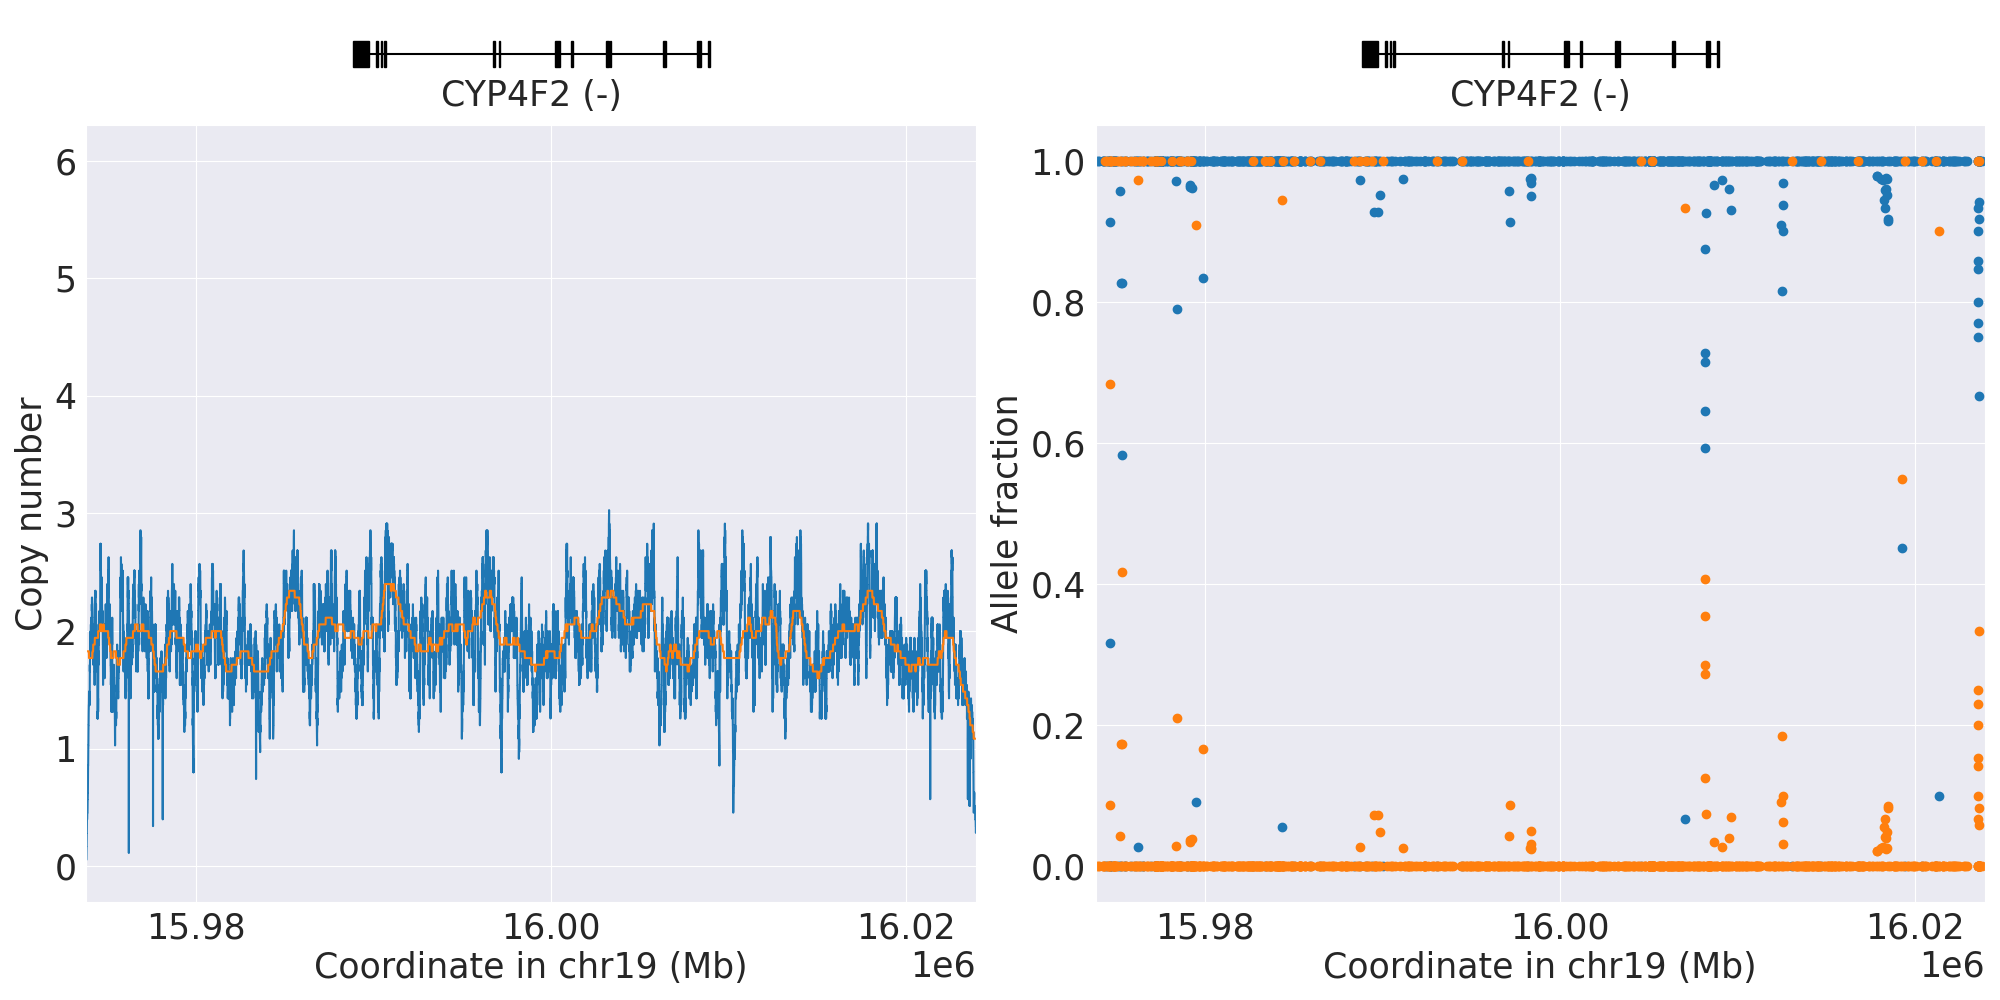 CYP4F2 (-)
6
5
4
3
2
1
0
Copy number
15.98
16.00
16.02
Coordinate in chr19 (Mb)
1e6
CYP4F2 (-)
1.0
0.8
0.6
0.4
0.2
0.0
Allele fraction
15.98
16.00
16.02
Coordinate in chr19 (Mb)
1e6